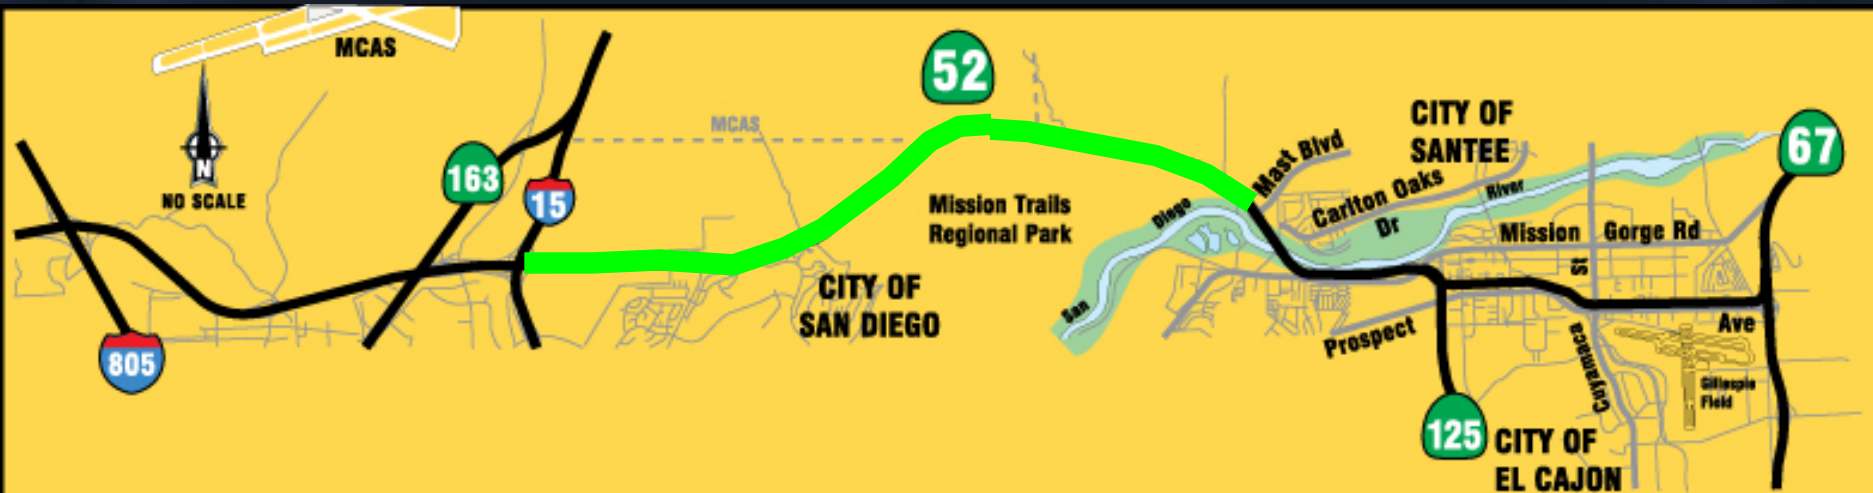 MCAS
52
CITY OF
SANTEE
67
MCAS
163
15
N
NO SCALE
Mast Blvd
Carlton Oaks
Dr
River
Mission Trails
Regional Park
Diego
San
Mission Gorge Rd
St
CITY OF
SAN DIEGO
805
Prospect
Ave
Cuyamaca
Gillespie
Field
125
CITY OF
EL CAJON